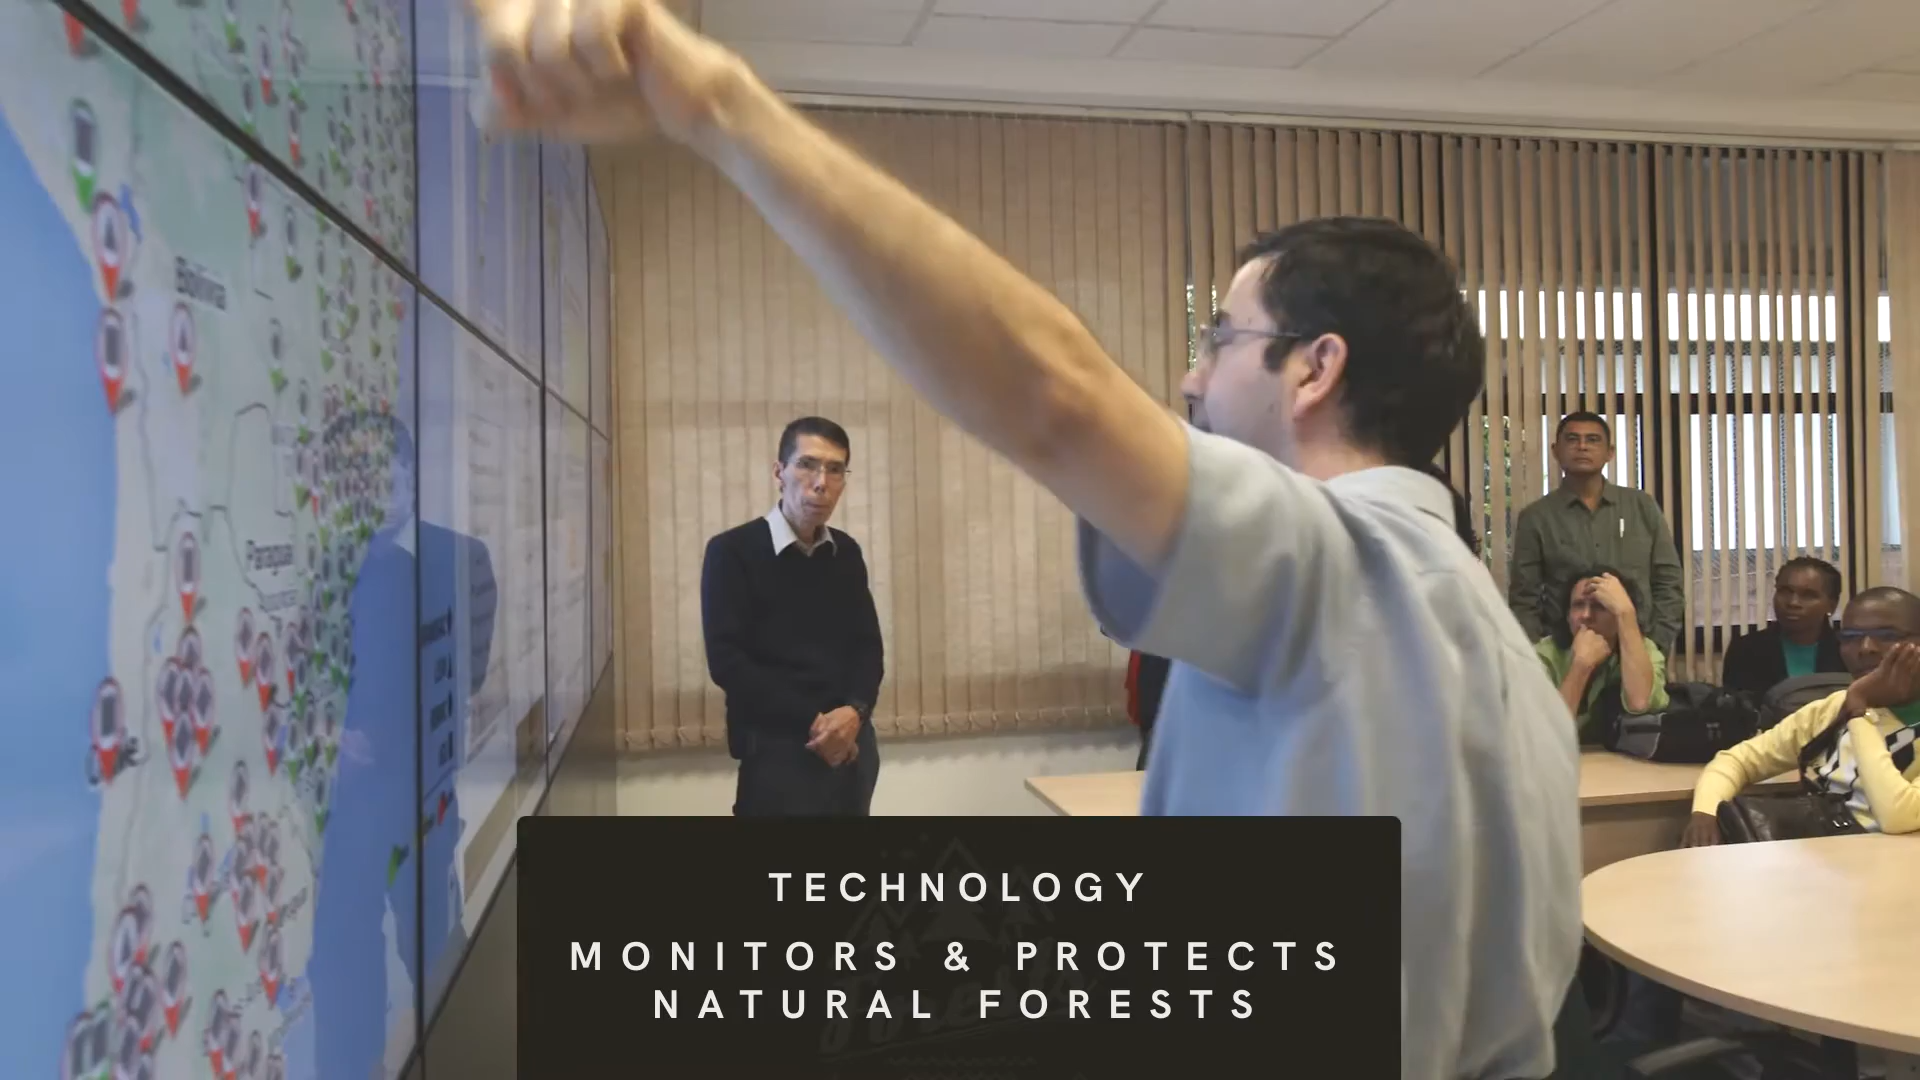 Bolivia
Paraguai
TECHNOLOGY
MONITORS & PROTECTS
NATURAL FORESTS